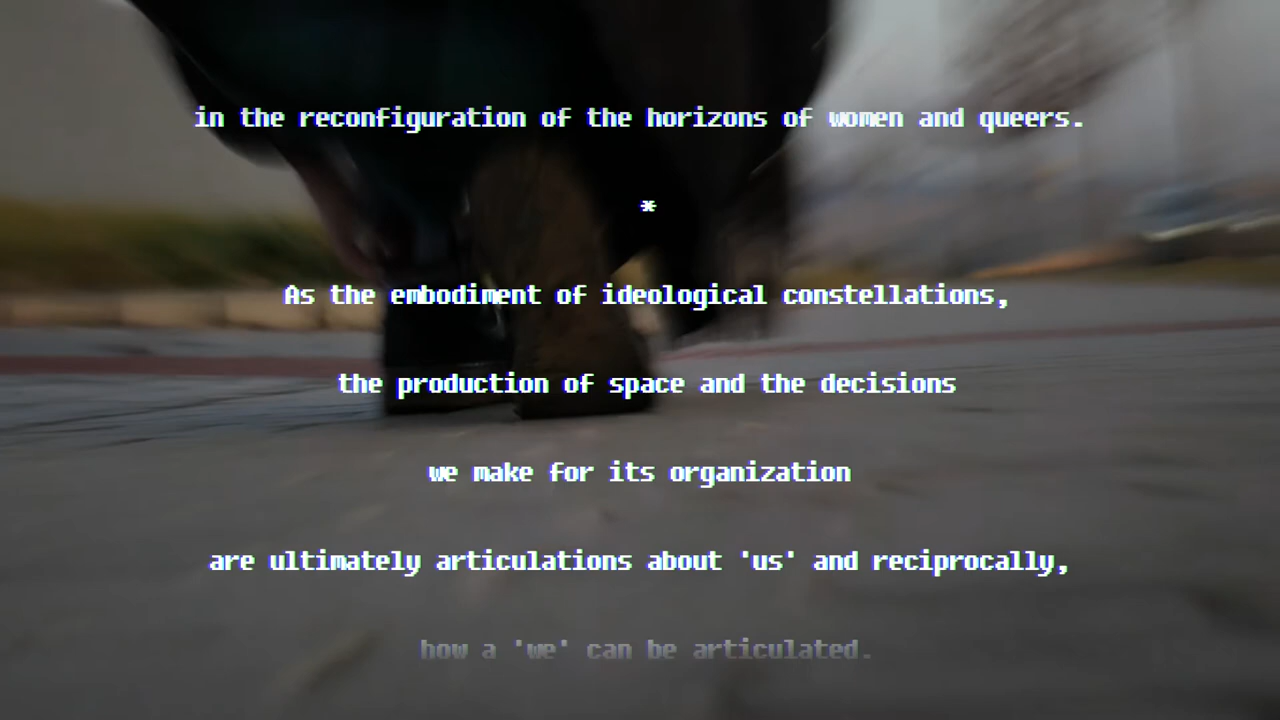 in the reconfiguration of the horizons of women and queers.
*
As the embodiment of ideological constellations,
the production of space and the decisions
we make for its organization
are ultimately articulations about 'us' and reciprocally,
how a 'we' can be articulated.